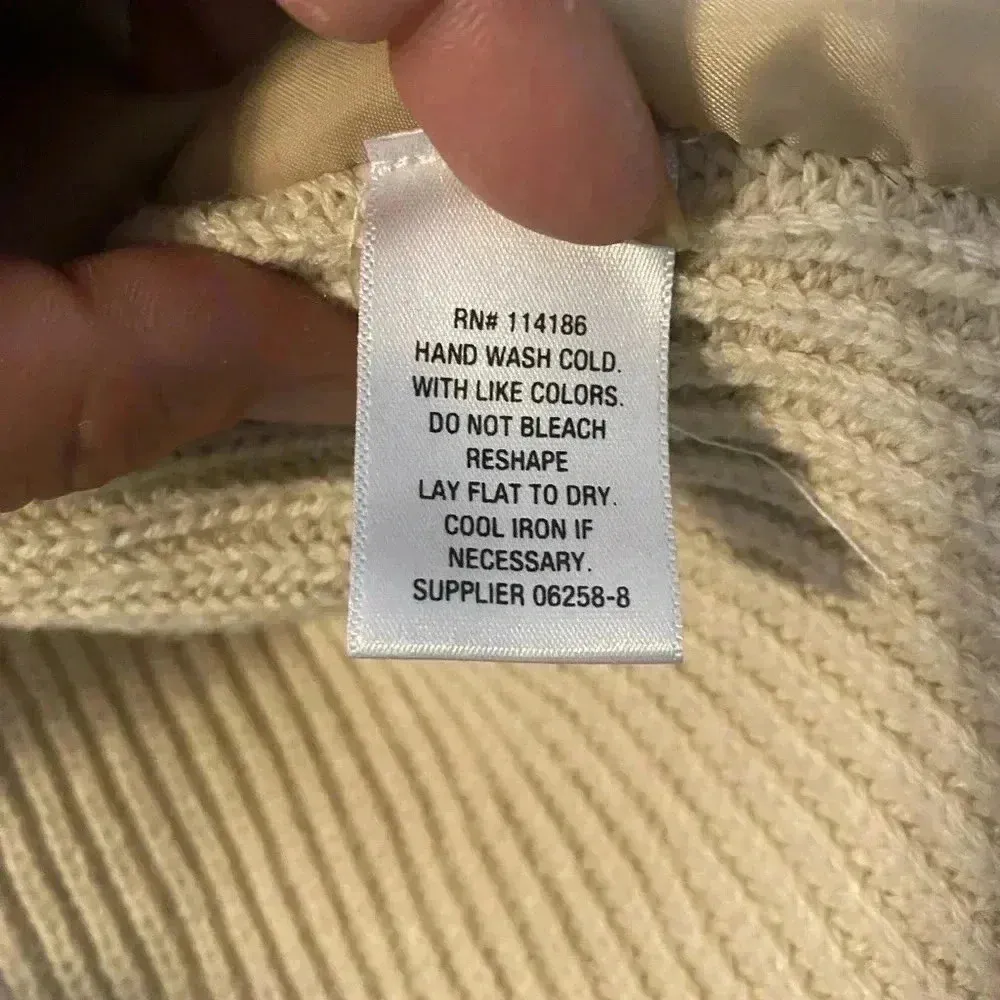 RN# 114186
HAND WASH COLD.
WITH LIKE COLORS.
DO NOT BLEACH
RESHAPE
LAY FLAT TO DRY.
COOL IRON IF
NECESSARY.
SUPPLIER 06258-8